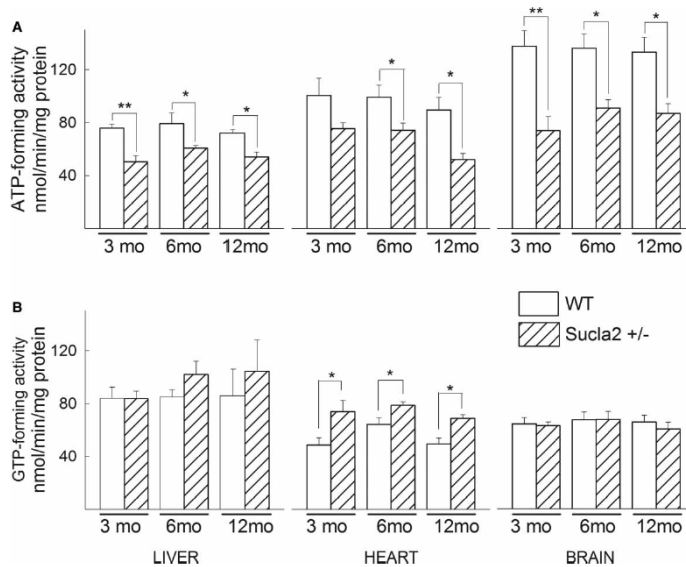 A
ATP-forming activity
nmol/min/mg protein
120
80
40
**
*
*
*
*
**
*
*
3 mo 6mo 12mo 3 mo 6mo 12mo 3 mo 6mo 12mo
B
WT
Sucla2 +/-
GTP-forming activity
nmol/min/mg protein
120
80
40
*
*
*
3 mo 6mo 12mo 3 mo 6mo 12mo 3 mo 6mo 12mo
LIVER HEART BRAIN